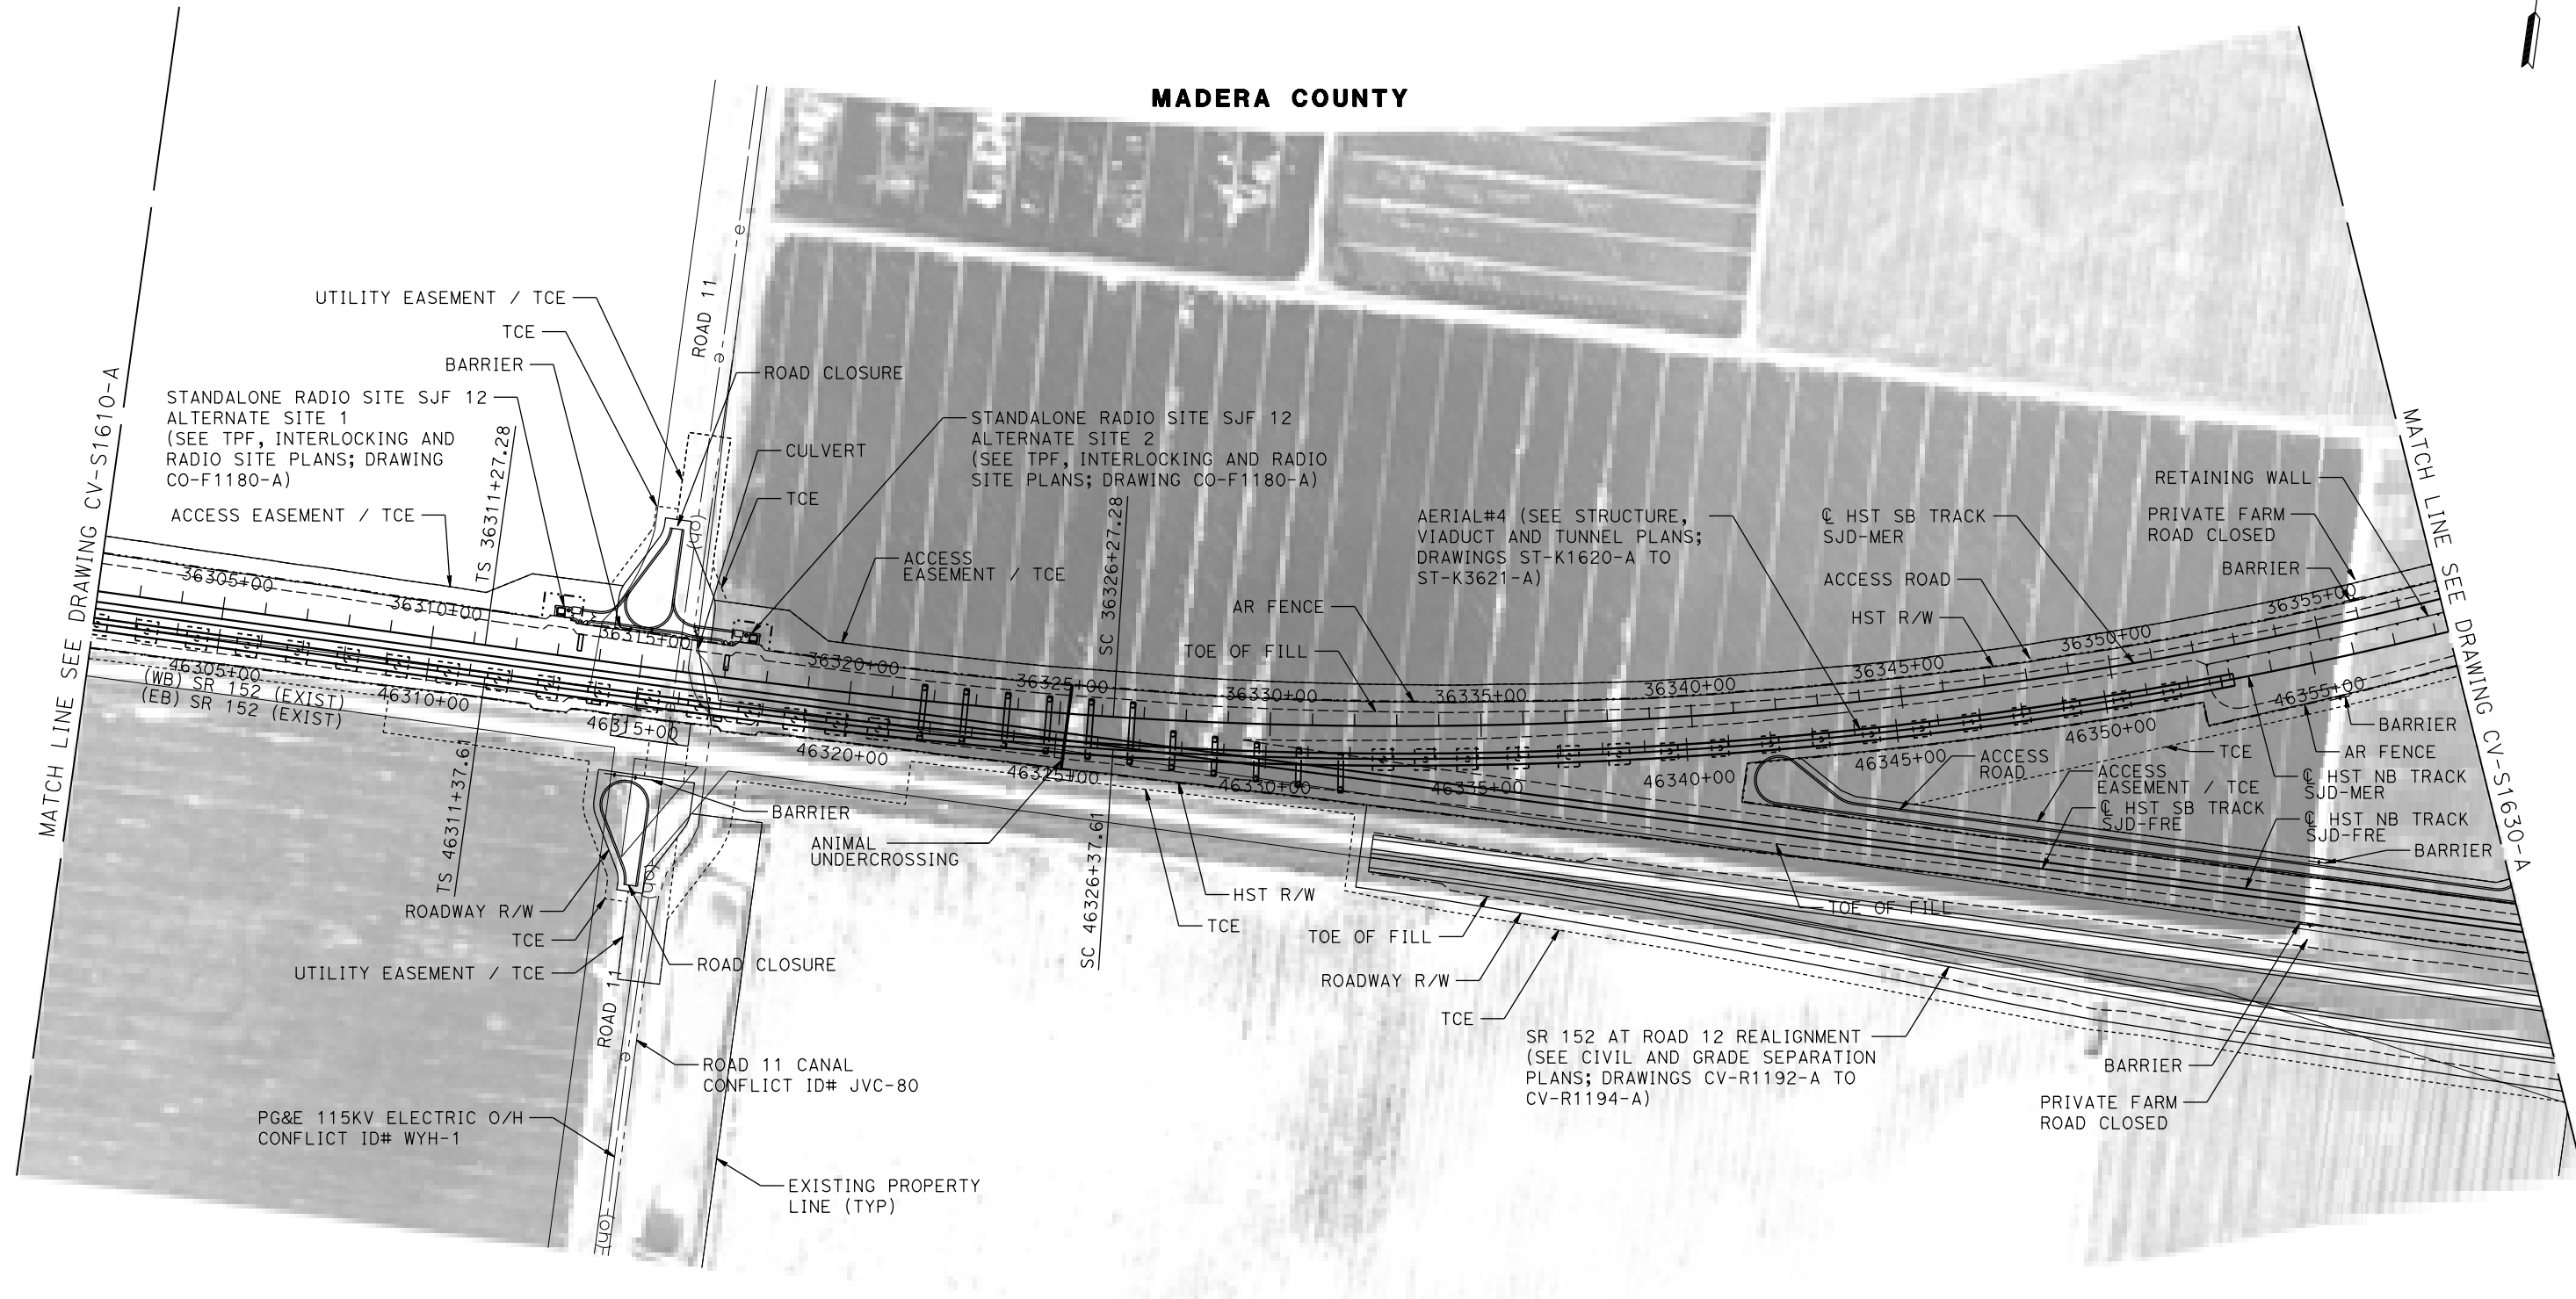 MADERA COUNTY
MATCH LINE SEE DRAWING CV-S1610-A
UTILITY EASEMENT / TCE
TCE
BARRIER
STANDALONE RADIO SITE SJF 12
ALTERNATE SITE 1
(SEE TPF, INTERLOCKING AND
RADIO SITE PLANS; DRAWING
CO-F1180-A)
ACCESS EASEMENT / TCE
TS 36311+27.28
ROAD 11
e
e
(oh)
ROAD CLOSURE
CULVERT
TCE
STANDALONE RADIO SITE SJF 12
ALTERNATE SITE 2
(SEE TPF, INTERLOCKING AND RADIO
SITE PLANS; DRAWING CO-F1180-A)
ACCESS
EASEMENT / TCE
SC 36326+27.28
AR FENCE
TOE OF FILL
AERIAL#4 (SEE STRUCTURE,
VIADUCT AND TUNNEL PLANS;
DRAWINGS ST-K1620-A TO
ST-K3621-A)
℄ HST SB TRACK
SJD-MER
ACCESS ROAD
HST R/W
RETAINING WALL
PRIVATE FARM
ROAD CLOSED
BARRIER
MATCH LINE SEE DRAWING CV-S1630-A
36305+00
36310+00
36315+00
36320+00
36325+00
36330+00
36335+00
36340+00
36345+00
36350+00
36355+00
46305+00
(WB) SR 152 (EXIST)
(EB) SR 152 (EXIST)
46310+00
46315+00
46320+00
46325+00
46330+00
46335+00
46340+00
46345+00
46350+00
46355+00
BARRIER
AR FENCE
TCE
℄ HST NB TRACK
SJD-MER
ACCESS
ROAD
ACCESS
EASEMENT / TCE
℄ HST SB TRACK
SJD-FRE
℄ HST NB TRACK
SJD-FRE
BARRIER
TS 46311+37.61
BARRIER
ANIMAL
UNDERCROSSING
SC 46326+37.61
HST R/W
TCE
ROADWAY R/W
TCE
UTILITY EASEMENT / TCE
(oh)
ROAD CLOSURE
ROAD 11
e
TOE OF FILL
TOE OF FILL
ROADWAY R/W
TCE
SR 152 AT ROAD 12 REALIGNMENT
(SEE CIVIL AND GRADE SEPARATION
PLANS; DRAWINGS CV-R1192-A TO
CV-R1194-A)
BARRIER
PRIVATE FARM
ROAD CLOSED
ROAD 11 CANAL
CONFLICT ID# JVC-80
PG&E 115KV ELECTRIC O/H
CONFLICT ID# WYH-1
EXISTING PROPERTY
LINE (TYP)
(oh)